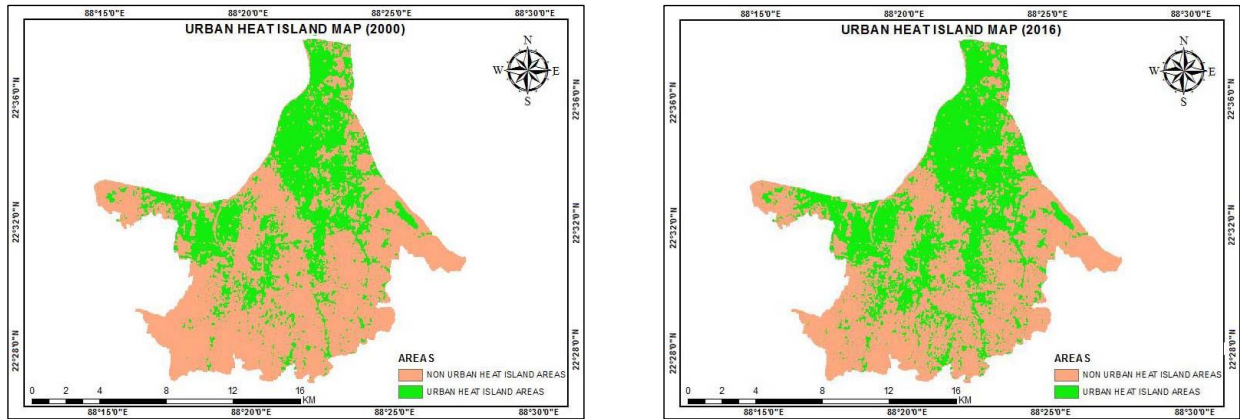 88°15'0"E 88°20'0"E 88°25'0"E 88°30'0"E
URBAN HEAT ISLAND MAP (2000)
N
W E
S
22°36'0"N 22°36'0"N
22°32'0"N 22°32'0"N
22°28'0"N 22°28'0"N
AREAS
NON URBAN HEAT ISLAND AREAS
URBAN HEAT ISLAND AREAS
0 2 4 8 12 16
KM
88°15'0"E 88°20'0"E 88°25'0"E 88°30'0"E
88°15'0"E 88°20'0"E 88°25'0"E 88°30'0"E
URBAN HEAT ISLAND MAP (2016)
N
W E
S
22°36'0"N 22°36'0"N
22°32'0"N 22°32'0"N
22°28'0"N 22°28'0"N
AREAS
NON URBAN HEAT ISLAND AREAS
URBAN HEAT ISLAND AREAS
0 2 4 8 12 16
KM
88°15'0"E 88°20'0"E 88°25'0"E 88°30'0"E